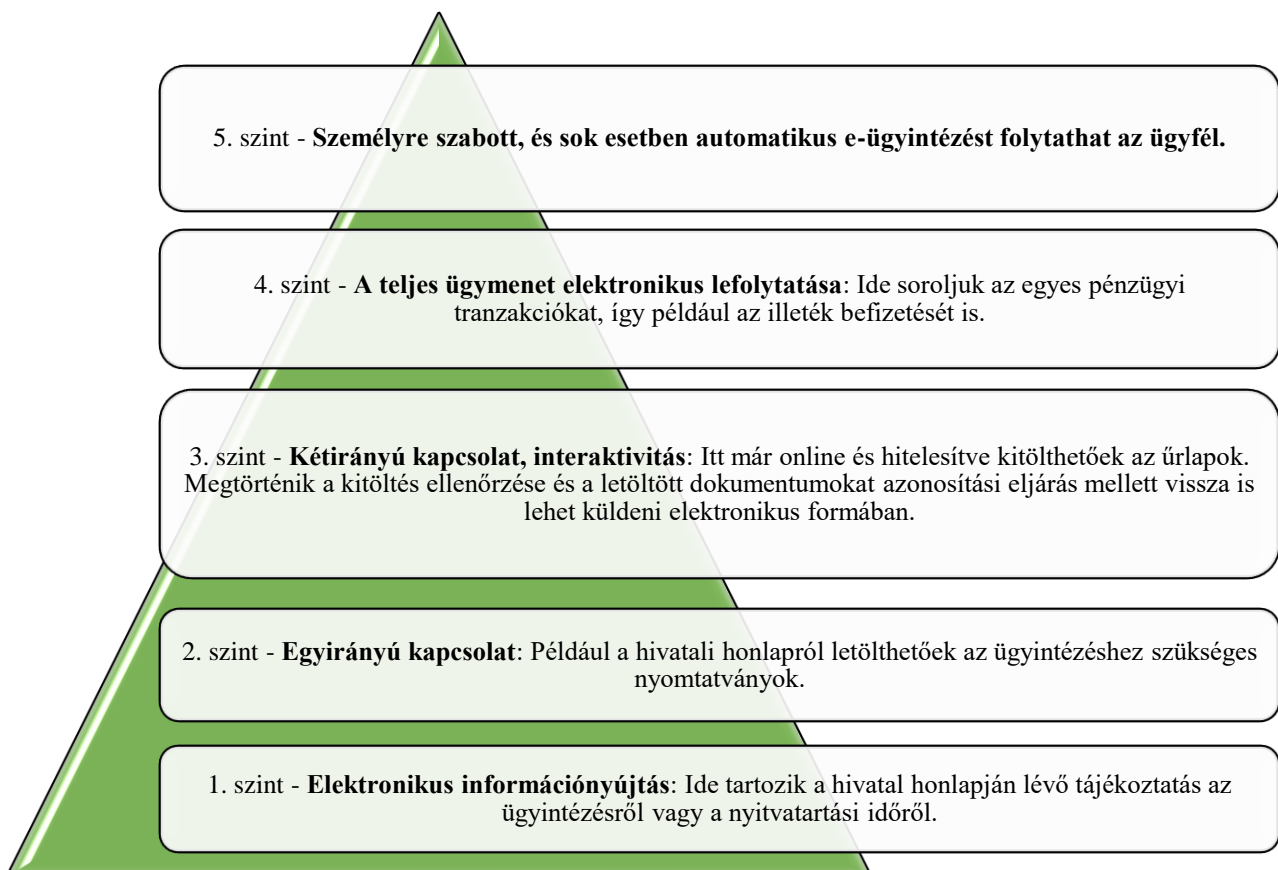 5. szint - Személyre szabott, és sok esetben automatikus e-ügyintézést folytathat az ügyfél.
4. szint - A teljes ügymenet elektronikus lefolytatása: Ide soroljuk az egyes pénzügyi
tranzakciókat, így például az illeték befizetését is.
3. szint - Kétirányú kapcsolat, interaktivitás: Itt már online és hitelesítve kitölthetőek az űrlapok.
Megtörténik a kitöltés ellenőrzése és a letöltött dokumentumokat azonosítási eljárás mellett vissza is
lehet küldeni elektronikus formában.
2. szint - Egyirányú kapcsolat: Például a hivatali honlapról letölthetőek az ügyintézéshez szükséges
nyomtatványok.
1. szint - Elektronikus információnyújtás: Ide tartozik a hivatal honlapján lévő tájékoztatás az
ügyintézésről vagy a nyitvatartási időről.